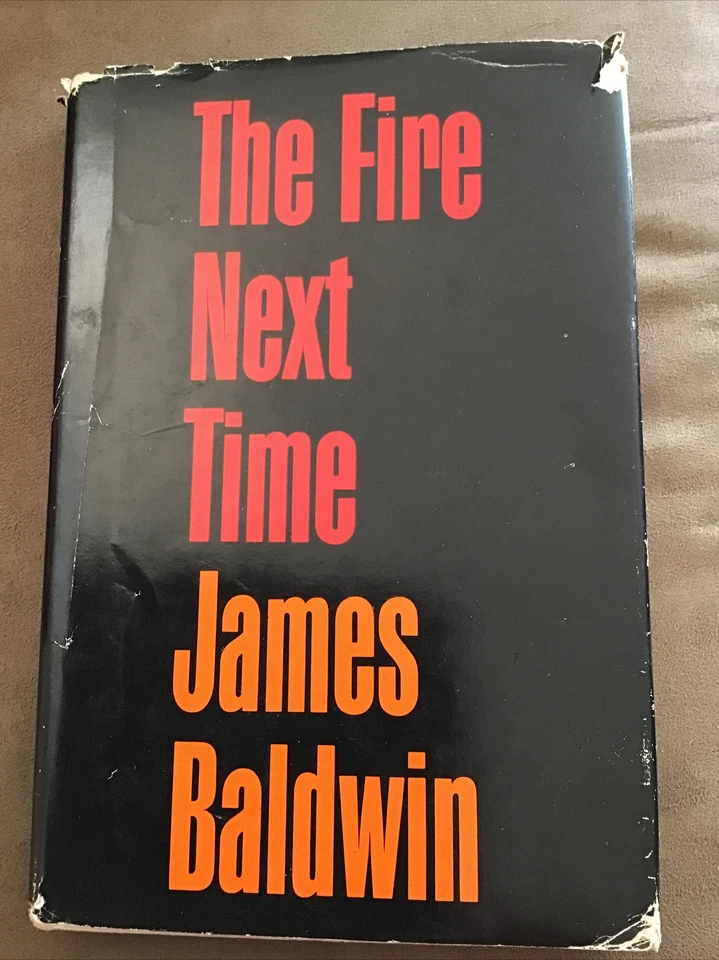 The Fire
Next
Time
James
Baldwin